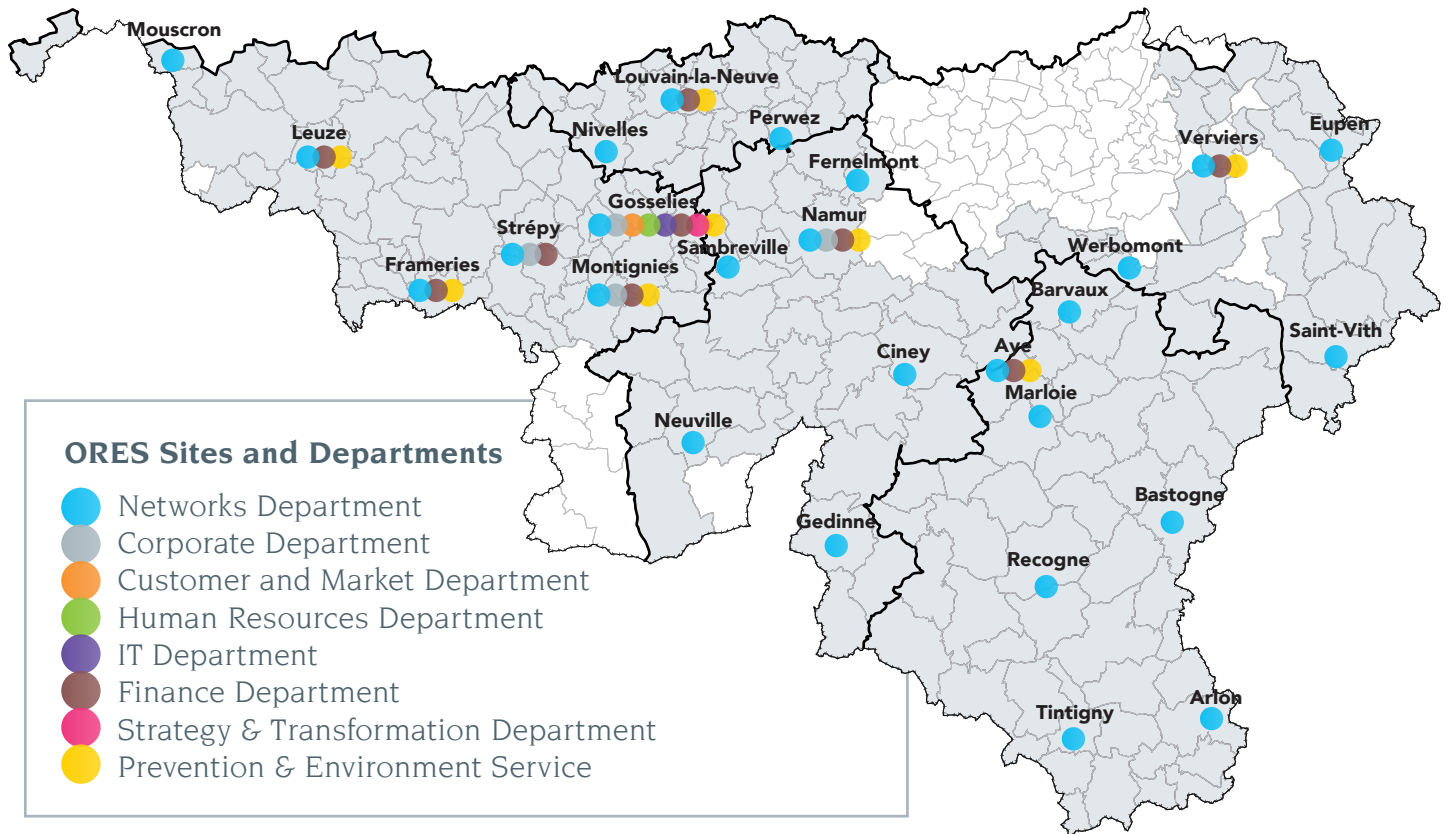 Mouscron
Louvain-la-Neuve
Perwez
Nivelles
Leuze
Verviers
Eupen
Fernelmont
Gosselies
Namur
Strépy
Sambreville
Werbomont
Frameries
Montignies
Barvaux
Saint-Vith
Ciney
Aye
Marloie
Neuville
Bastogne
Gedinne
Recogne
Arlon
Tintigny
ORES Sites and Departments
Networks Department
Corporate Department
Customer and Market Department
Human Resources Department
IT Department
Finance Department
Strategy & Transformation Department
Prevention & Environment Service